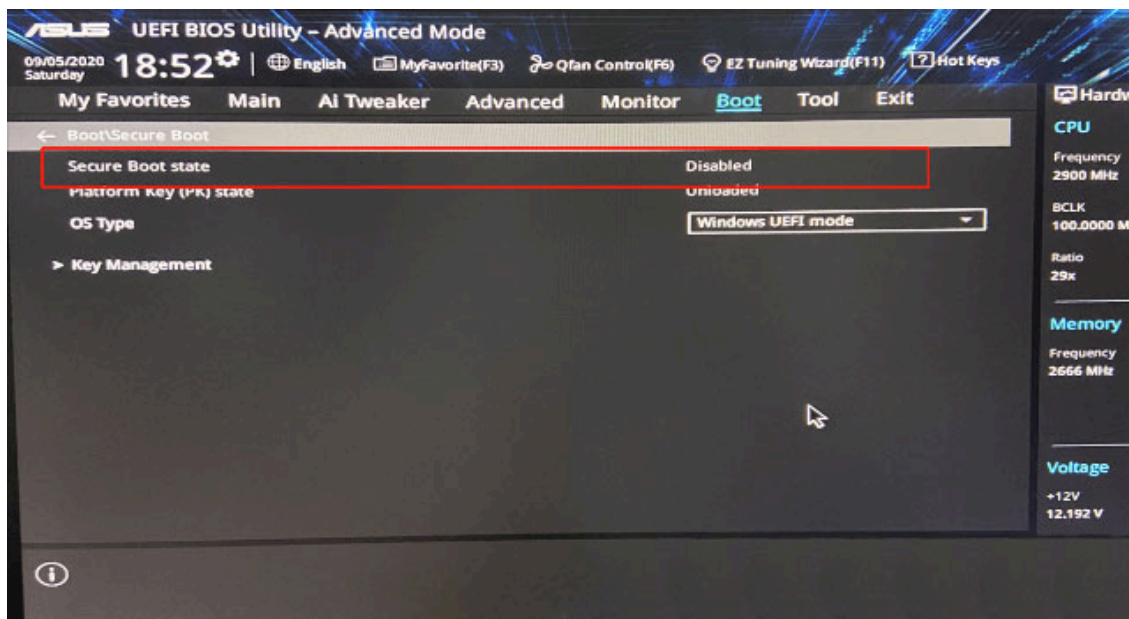 ASUS UEFI BIOS Utility – Advanced Mode
09/05/2020
Saturday
18:52
English
MyFavorite(F3)
Qfan Control(F6)
EZ Tuning Wizard(F11)
? Hot Keys
My Favorites Main Ai Tweaker Advanced Monitor Boot Tool Exit
← Boot\Secure Boot
Secure Boot state Disabled
Platform Key (PK) state Unloaded
OS Type Windows UEFI mode
> Key Management
Hardw
CPU
Frequency
2900 MHz
BCLK
100.0000 M
Ratio
29x
Memory
Frequency
2666 MHz
Voltage
+12V
12.192 V